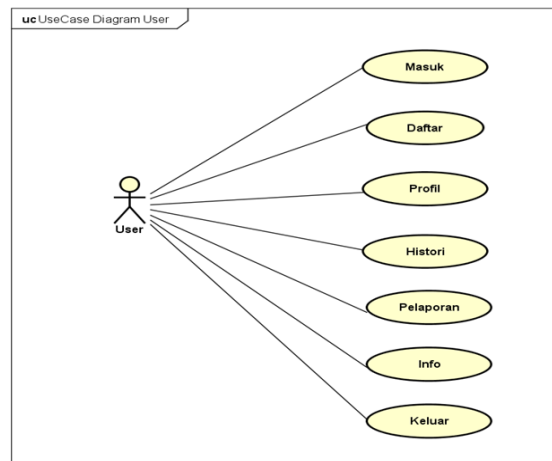 uc UseCase Diagram User
Masuk
Daftar
Profil
User
Histori
Pelaporan
Info
Keluar